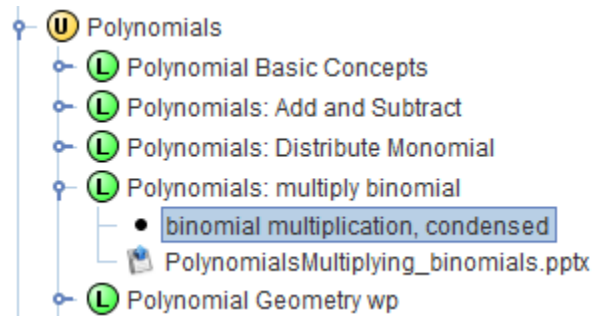 U Polynomials
L Polynomial Basic Concepts
L Polynomials: Add and Subtract
L Polynomials: Distribute Monomial
L Polynomials: multiply binomial
binomial multiplication, condensed
PolynomialsMultiplying_binomials.pptx
L Polynomial Geometry wp